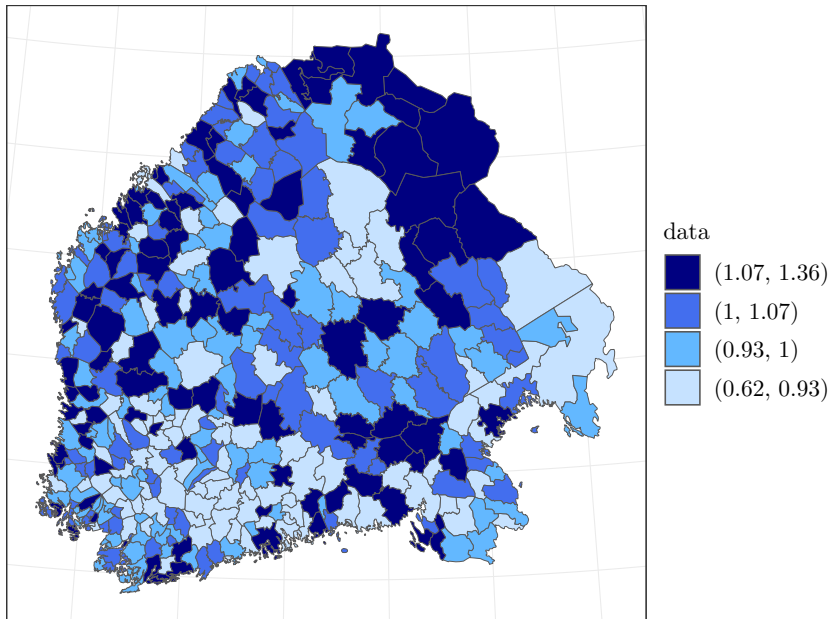 data
(1.07, 1.36)
(1, 1.07)
(0.93, 1)
(0.62, 0.93)